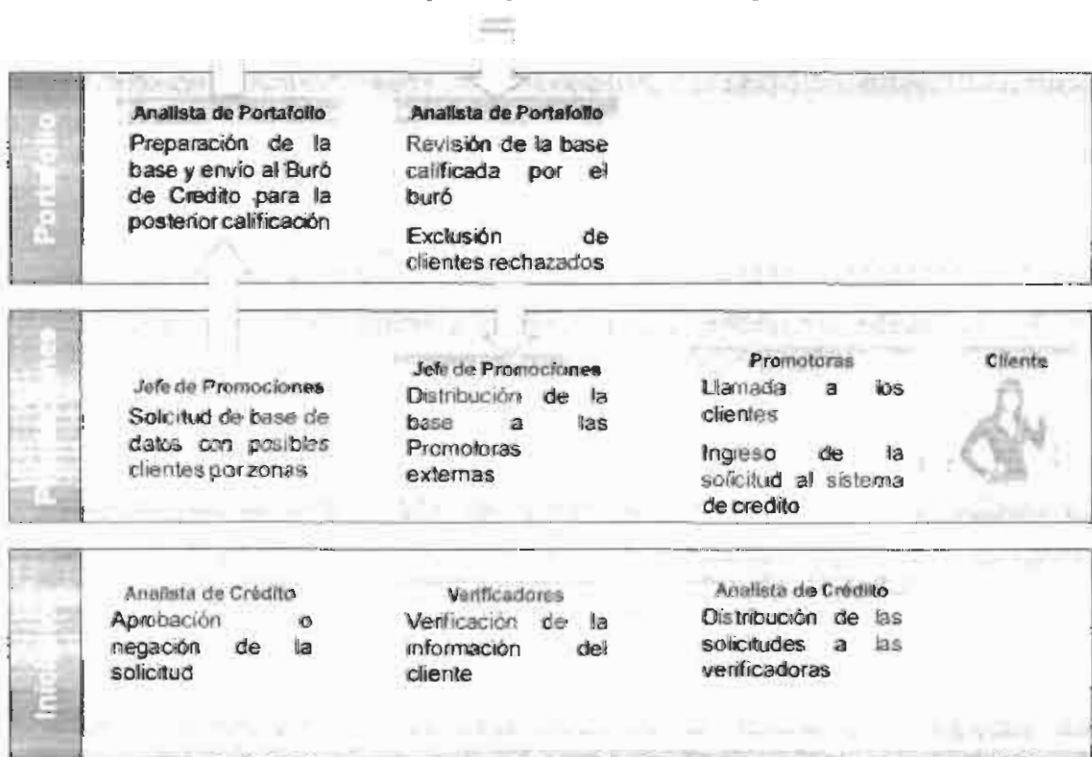 Portafolio
Analista de Portafolio
Preparación de la
base y envío al Buró
de Credito para la
posterior calificación
Analista de Portafolio
Revisión de la base
calificada por el
buró
Exclusión de
clientes rechazados
Jefe de Promociones
Solicitud de base de
datos con posibles
clientes por zonas
Jefe de Promociones
Distribución de la
base a las
Promotoras
externas
Promotoras
Llamada a los
clientes
Ingreso de la
solicitud al sistema
de credito
Cliente
Analista de Crédito
Aprobación o
negación de la
solicitud
Verificadores
Verificación de la
información del
cliente
Analista de Crédito
Distribución de las
solicitudes a las
verificadoras